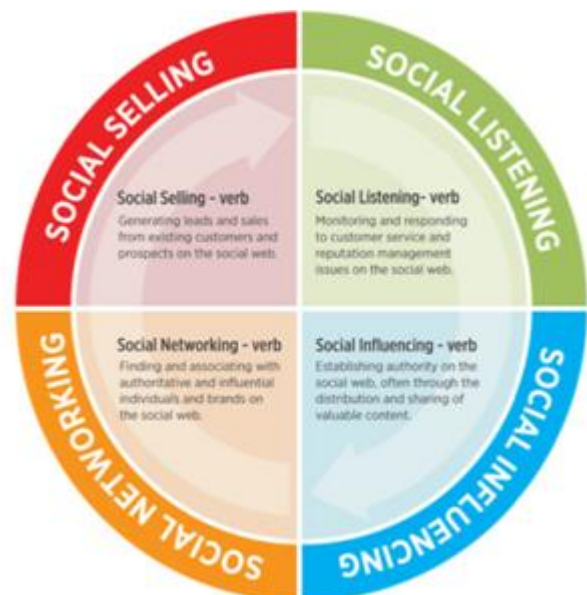 SOCIAL SELLING
SOCIAL LISTENING
Social Selling - verb
Generating leads and sales
from existing customers and
prospects on the social web.
Social Listening- verb
Monitoring and responding
to customer service and
reputation management
issues on the social web.
Social Networking - verb
Finding and associating with
authoritative and influential
individuals and brands on
the social web.
Social Influencing - verb
Establishing authority on the
social web, often through the
distribution and sharing of
valuable content.
SOCIAL NETWORKING
SOCIAL INFLUENCING